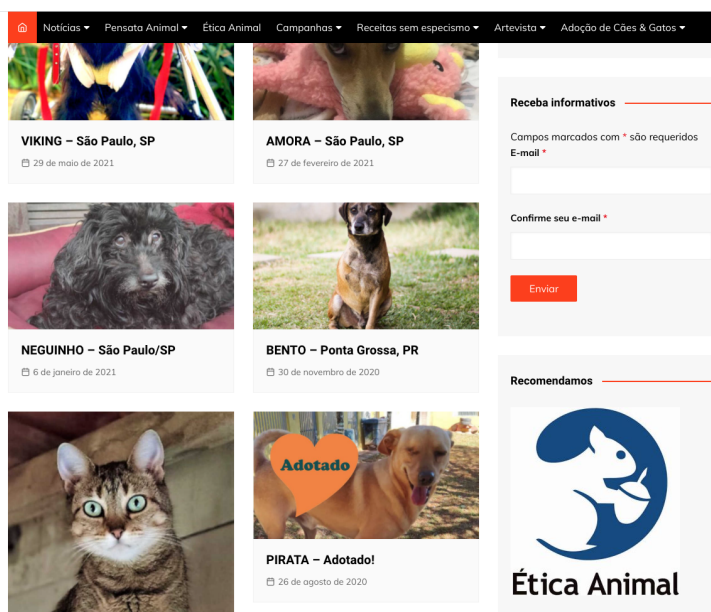 Notícias
Pensata Animal
Ética Animal
Campanhas
Receitas sem especismo
Artevista
Adoção de Cães & Gatos
VIKING – São Paulo, SP
29 de maio de 2021
AMORA – São Paulo, SP
27 de fevereiro de 2021
NEGUINHO – São Paulo/SP
6 de janeiro de 2021
BENTO – Ponta Grossa, PR
30 de novembro de 2020
Adotado
PIRATA – Adotado!
26 de agosto de 2020
Receba informativos
Campos marcados com * são requeridos
E-mail *
Confirme seu e-mail *
Enviar
Recomendamos
Ética Animal